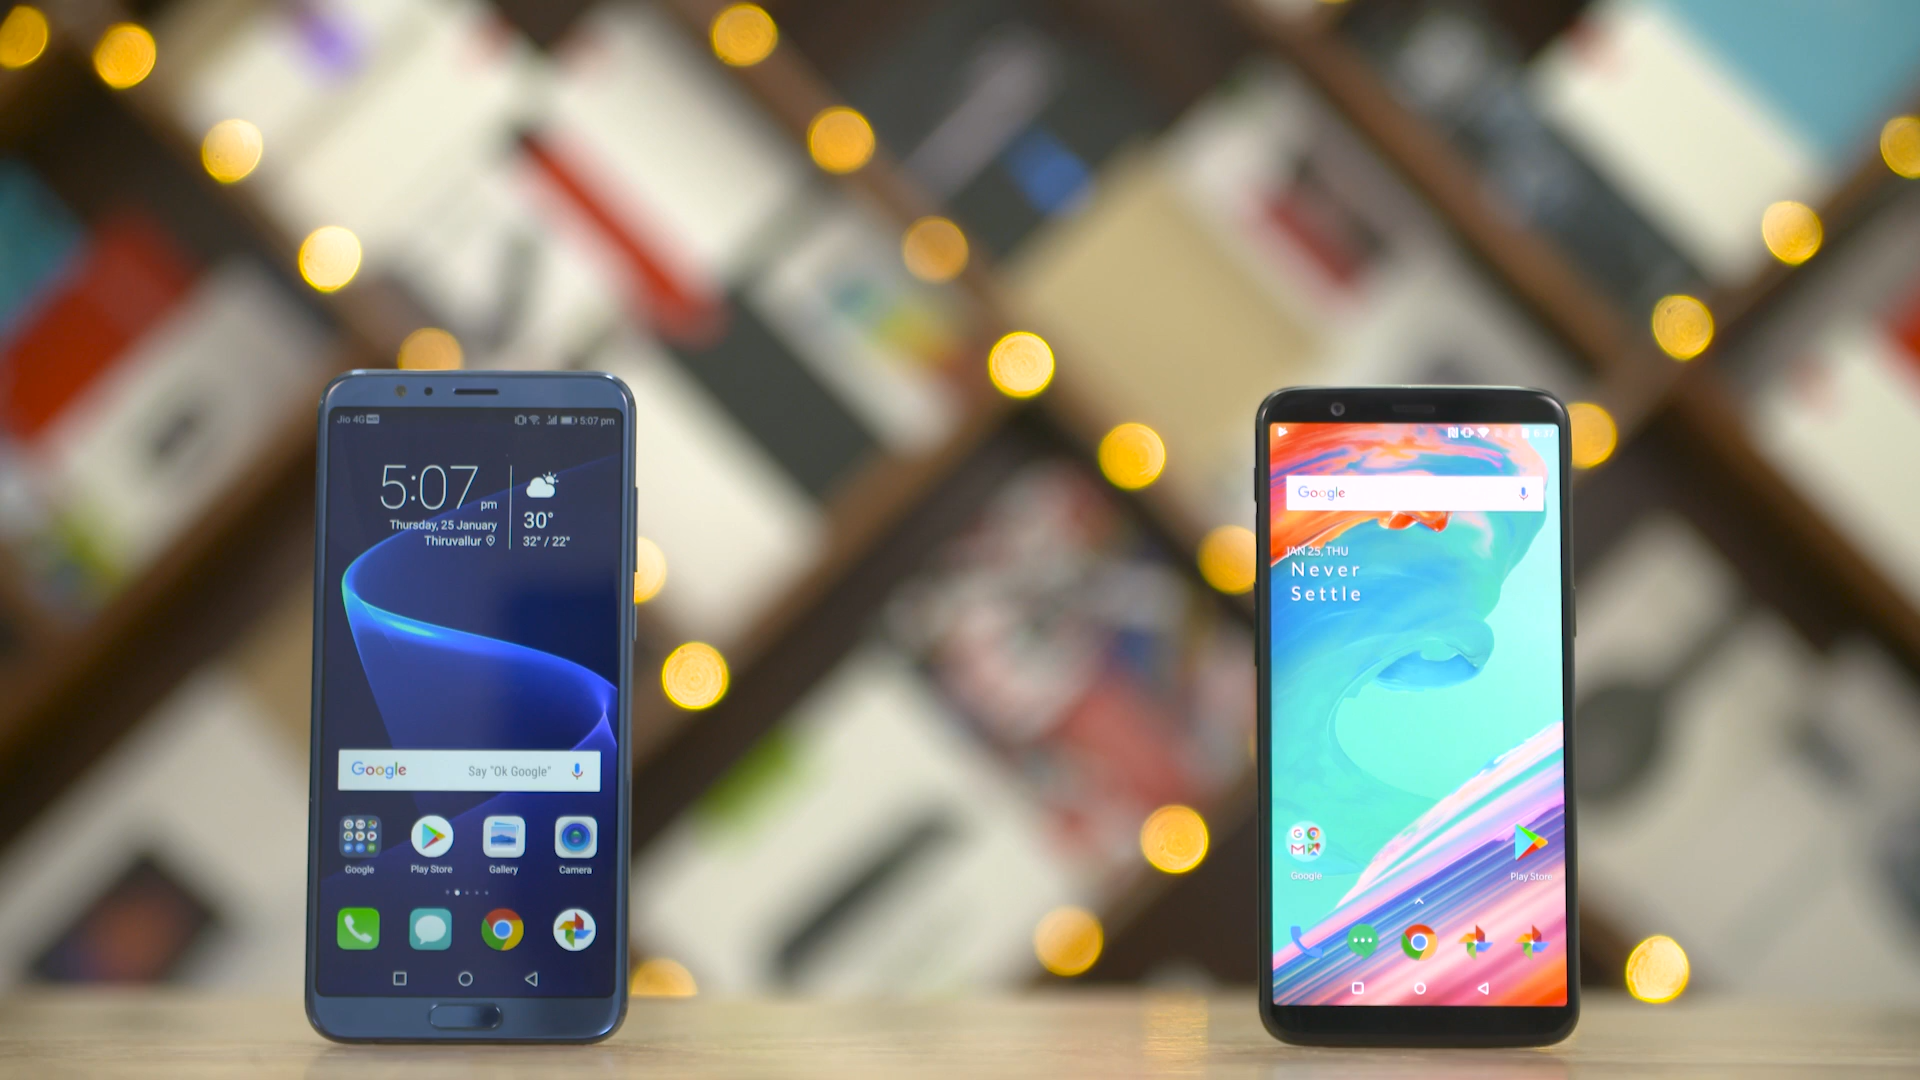 Jio 4G
5:07 pm
5:07 pm
Thursday, 25 January
Thiruvallur
30°
32° / 22°
Google Say "Ok Google"
Google Play Store Gallery Camera
Google
JAN 25, THU
Never
Settle
Google Play Store